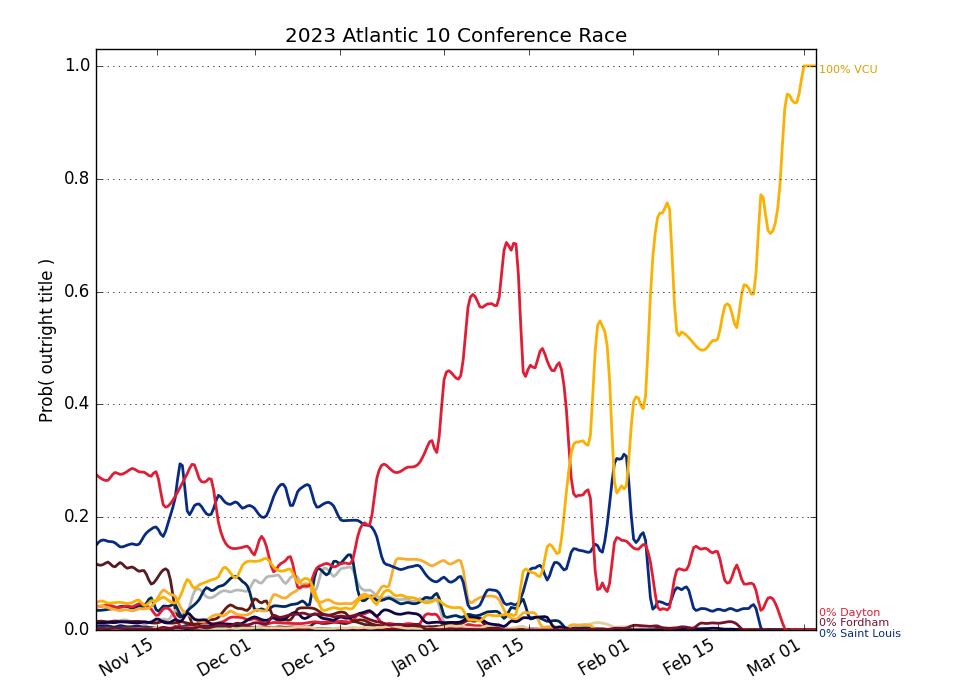 2023 Atlantic 10 Conference Race
Prob( outright title )
1.0
0.8
0.6
0.4
0.2
0.0
Nov 15
Dec 01
Dec 15
Jan 01
Jan 15
Feb 01
Feb 15
Mar 01
100% VCU
0% Dayton
0% Fordham
0% Saint Louis